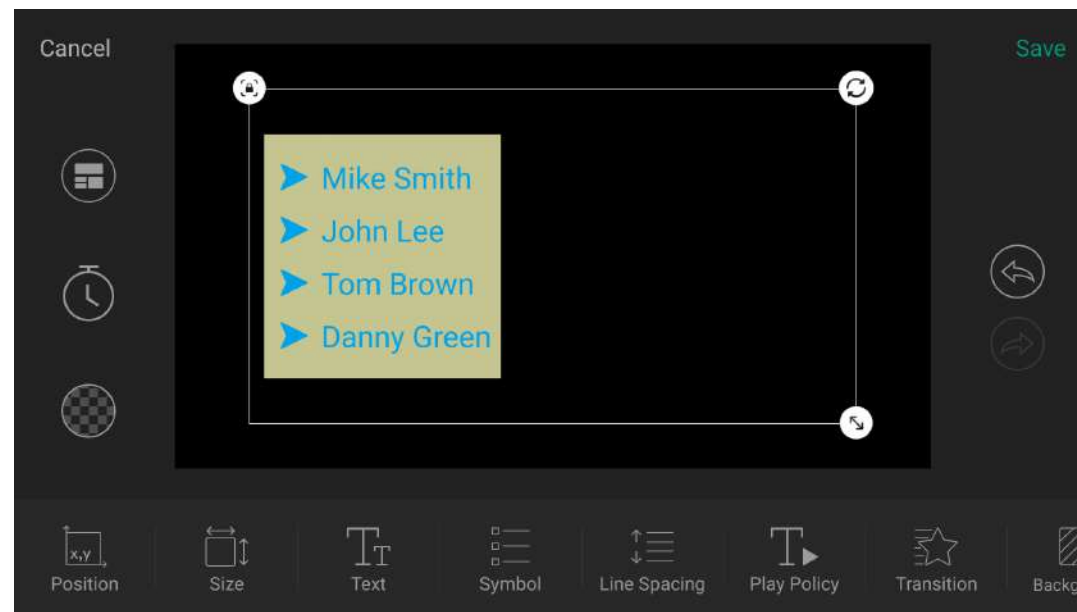 Cancel
Save
Mike Smith
John Lee
Tom Brown
Danny Green
x,y
Position
Size
Text
Symbol
Line Spacing
Play Policy
Transition
Backg